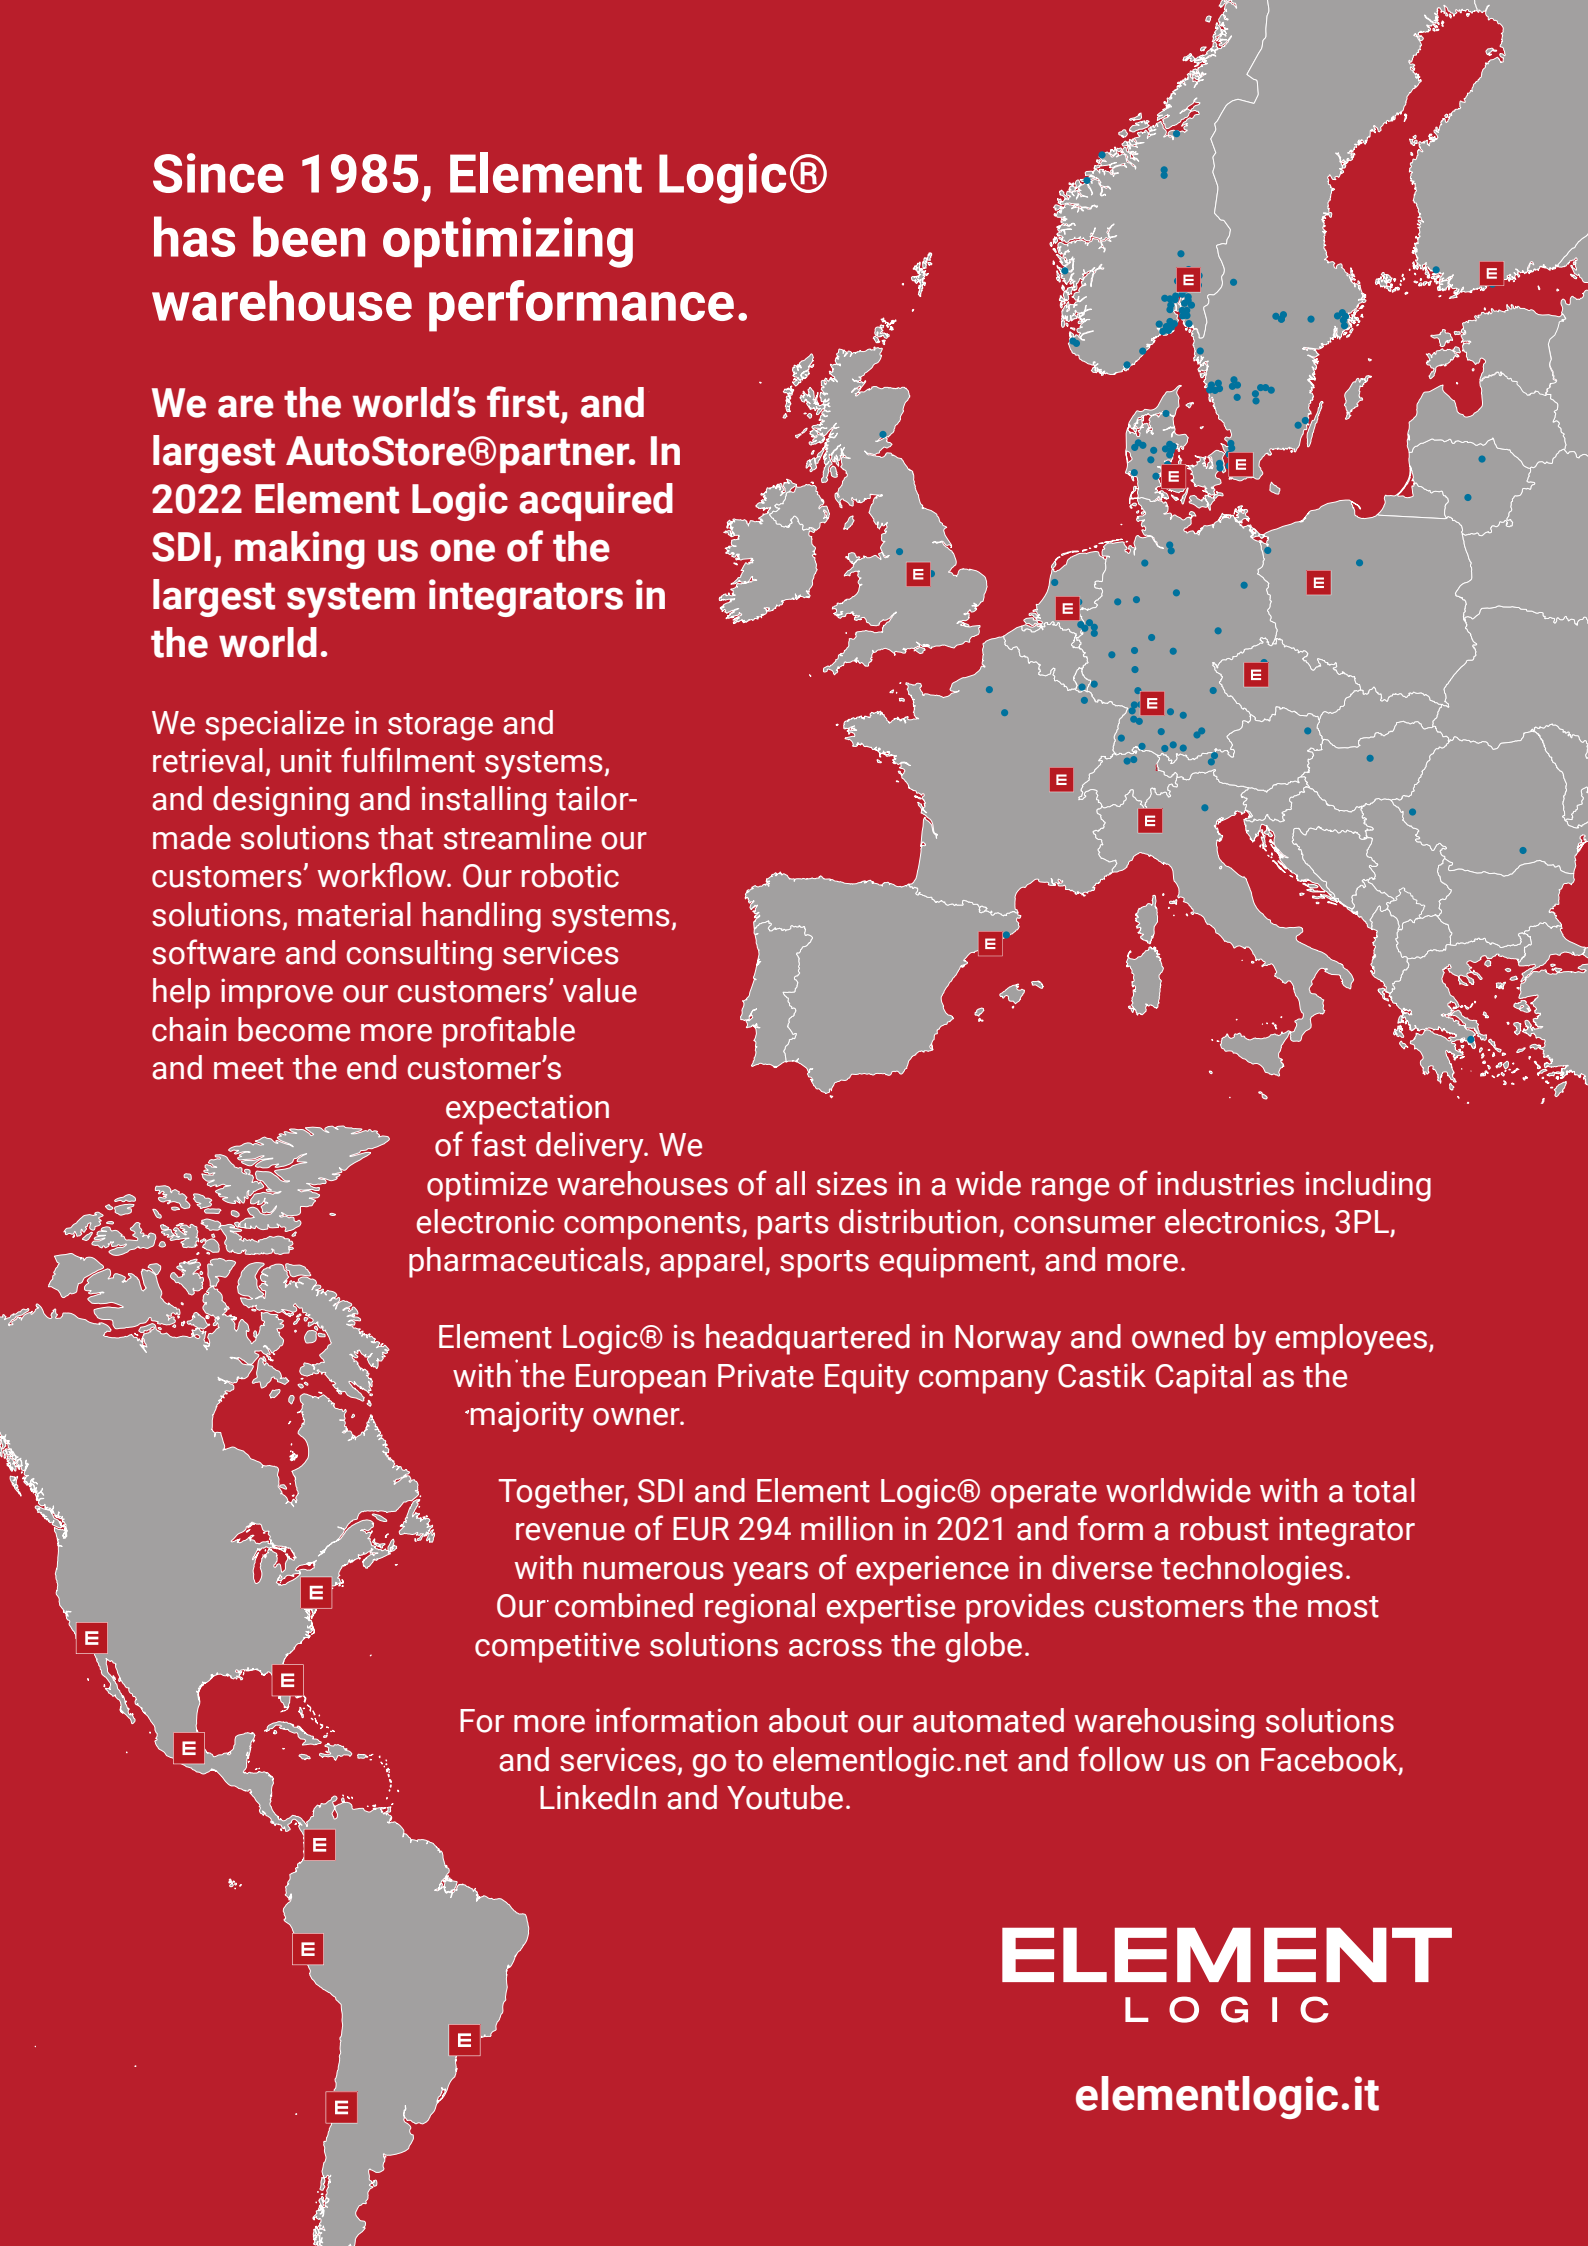 Since 1985, Element Logic®
has been optimizing
warehouse performance.
We are the world’s first, and
largest AutoStore®partner. In
2022 Element Logic acquired
SDI, making us one of the
largest system integrators in
the world.
We specialize in storage and
retrieval, unit fulfilment systems,
and designing and installing tailor-
made solutions that streamline our
customers’ workflow. Our robotic
solutions, material handling systems,
software and consulting services
help improve our customers’ value
chain become more profitable
and meet the end customer’s
expectation
of fast delivery. We
optimize warehouses of all sizes in a wide range of industries including
electronic components, parts distribution, consumer electronics, 3PL,
pharmaceuticals, apparel, sports equipment, and more.
Element Logic® is headquartered in Norway and owned by employees,
with the European Private Equity company Castik Capital as the
majority owner.
Together, SDI and Element Logic® operate worldwide with a total
revenue of EUR 294 million in 2021 and form a robust integrator
with numerous years of experience in diverse technologies.
Our combined regional expertise provides customers the most
competitive solutions across the globe.
For more information about our automated warehousing solutions
and services, go to elementlogic.net and follow us on Facebook,
LinkedIn and Youtube.
ELEMENT
LOGIC
elementlogic.it